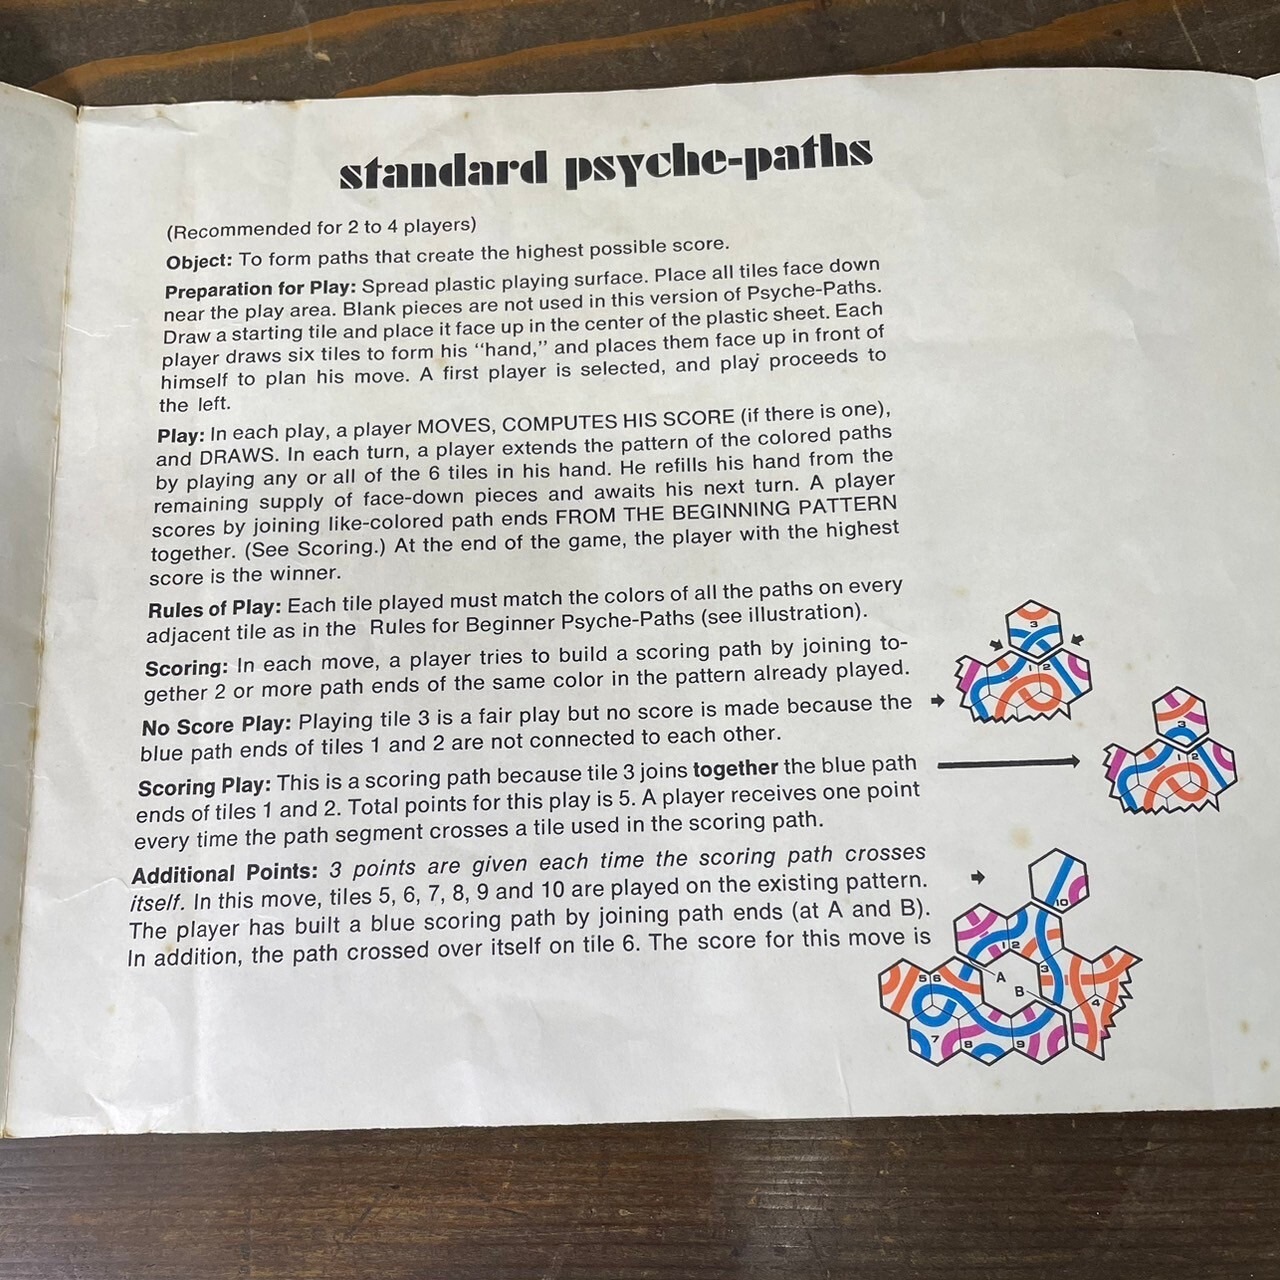 standard psyche-paths
(Recommended for 2 to 4 players)
Object: To form paths that create the highest possible score.
Preparation for Play: Spread plastic playing surface. Place all tiles face down
near the play area. Blank pieces are not used in this version of Psyche-Paths.
Draw a starting tile and place it face up in the center of the plastic sheet. Each
player draws six tiles to form his "hand," and places them face up in front of
himself to plan his move. A first player is selected, and play proceeds to
the left.
Play: In each play, a player MOVES, COMPUTES HIS SCORE (if there is one),
and DRAWS. In each turn, a player extends the pattern of the colored paths
by playing any or all of the 6 tiles in his hand. He refills his hand from the
remaining supply of face-down pieces and awaits his next turn. A player
scores by joining like-colored path ends FROM THE BEGINNING PATTERN
together. (See Scoring.) At the end of the game, the player with the highest
score is the winner.
Rules of Play: Each tile played must match the colors of all the paths on every
adjacent tile as in the Rules for Beginner Psyche-Paths (see illustration).
Scoring: In each move, a player tries to build a scoring path by joining to-
gether 2 or more path ends of the same color in the pattern already played.
No Score Play: Playing tile 3 is a fair play but no score is made because the
blue path ends of tiles 1 and 2 are not connected to each other.
Scoring Play: This is a scoring path because tile 3 joins together the blue path
ends of tiles 1 and 2. Total points for this play is 5. A player receives one point
every time the path segment crosses a tile used in the scoring path.
Additional Points: 3 points are given each time the scoring path crosses
itself. In this move, tiles 5, 6, 7, 8, 9 and 10 are played on the existing pattern.
The player has built a blue scoring path by joining path ends (at A and B).
In addition, the path crossed over itself on tile 6. The score for this move is
3
1 2
3
1 2
10
1 2
5 6 A 3
B 4
7 8 9